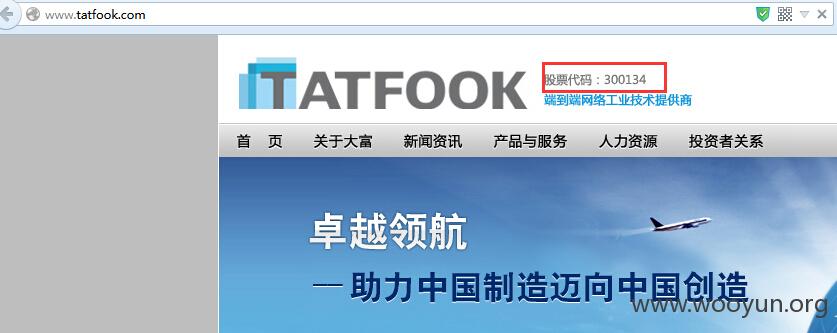 www.tatfook.com
TATFOOK
股票代码：300134
端到端网络工业技术提供商
首 页 关于大富 新闻资讯 产品与服务 人力资源 投资者关系
卓越领航
—助力中国制造迈向中国创造
www.wooyun.org